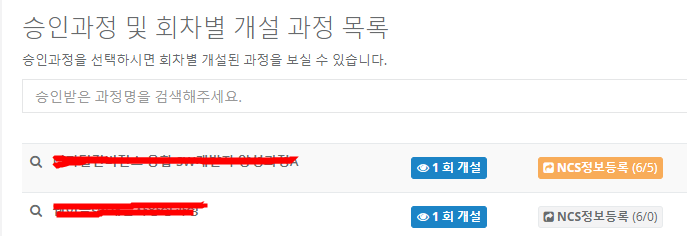 승인과정 및 회차별 개설 과정 목록
승인과정을 선택하시면 회차별 개설된 과정을 보실 수 있습니다.
승인받은 과정명을 검색해주세요.
1 회 개설 NCS정보등록 (6/5)
1 회 개설 NCS정보등록 (6/0)